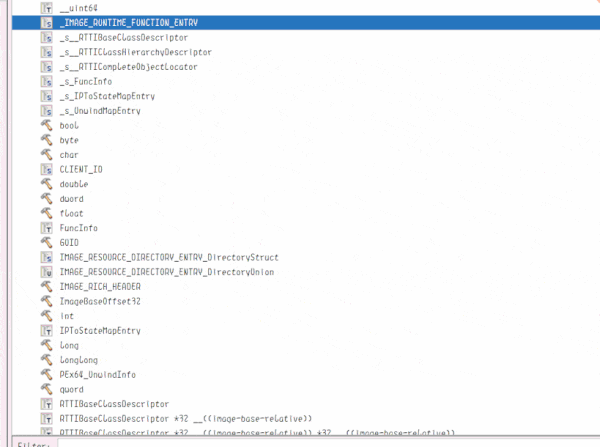 __uint64
_IMAGE_RUNTIME_FUNCTION_ENTRY
_s__RTTIBaseClassDescriptor
_s__RTTIClassHierarchyDescriptor
_s__RTTICompleteObjectLocator
_s_FuncInfo
_s_IPToStateMapEntry
_s_UnwindMapEntry
bool
byte
char
CLIENT_ID
double
dword
float
FuncInfo
GUID
IMAGE_RESOURCE_DIRECTORY_ENTRY_DirectoryStruct
IMAGE_RESOURCE_DIRECTORY_ENTRY_DirectoryUnion
IMAGE_RICH_HEADER
ImageBaseOffset32
int
IPToStateMapEntry
long
longlong
PEx64_UnwindInfo
qword
RTTIBaseClassDescriptor
RTTIBaseClassDescriptor *32 __((image-base-relative))
RTTIBaseClassDescriptor *32 __((image-base-relative)) *32 __((image-base-relative))
Filter: